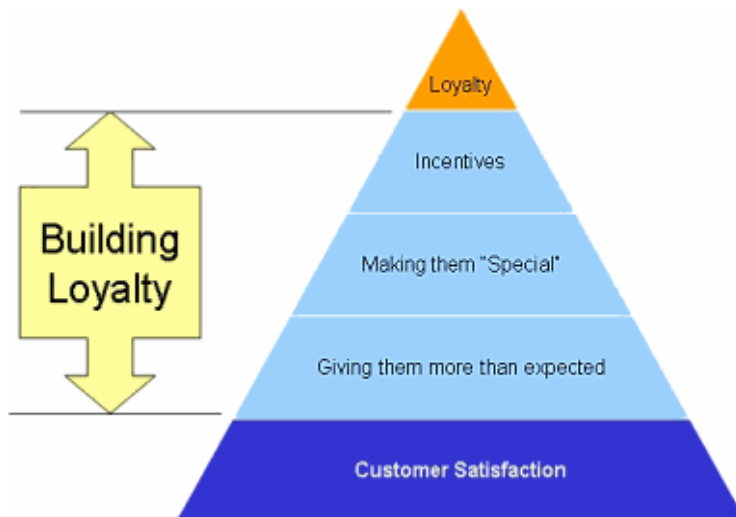 Loyalty
Incentives
Building
Loyalty
Making them "Special"
Giving them more than expected
Customer Satisfaction